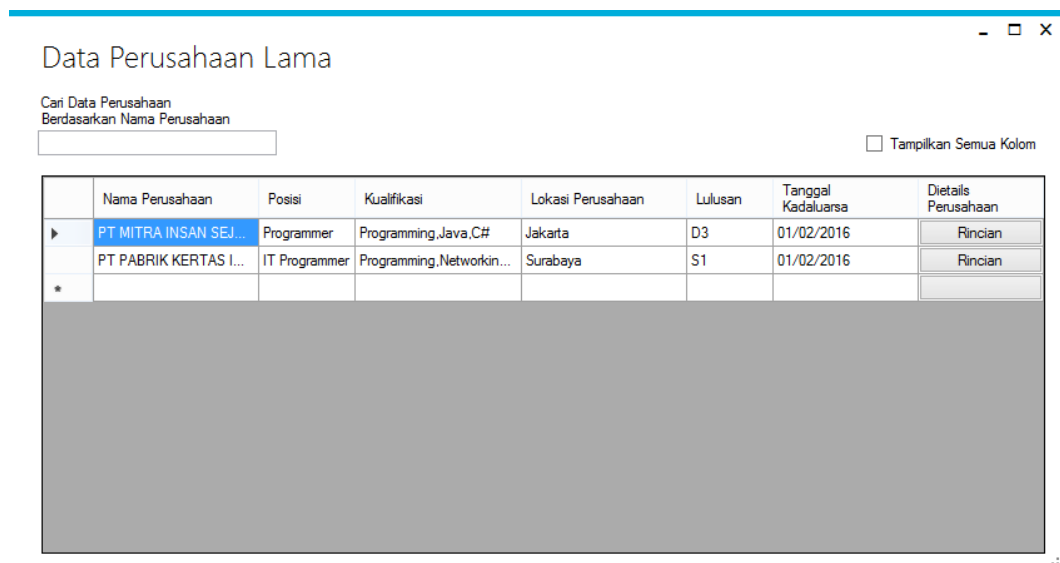 Data Perusahaan Lama
Cari Data Perusahaan
Berdasarkan Nama Perusahaan
Tampilkan Semua Kolom
Nama Perusahaan Posisi Kualifikasi Lokasi Perusahaan Lulusan Tanggal Kadaluarsa Dietails Perusahaan
PT MITRA INSAN SEJ... Programmer Programming,Java,C# Jakarta D3 01/02/2016 Rincian
PT PABRIK KERTAS I... IT Programmer Programming,Networkin... Surabaya S1 01/02/2016 Rincian